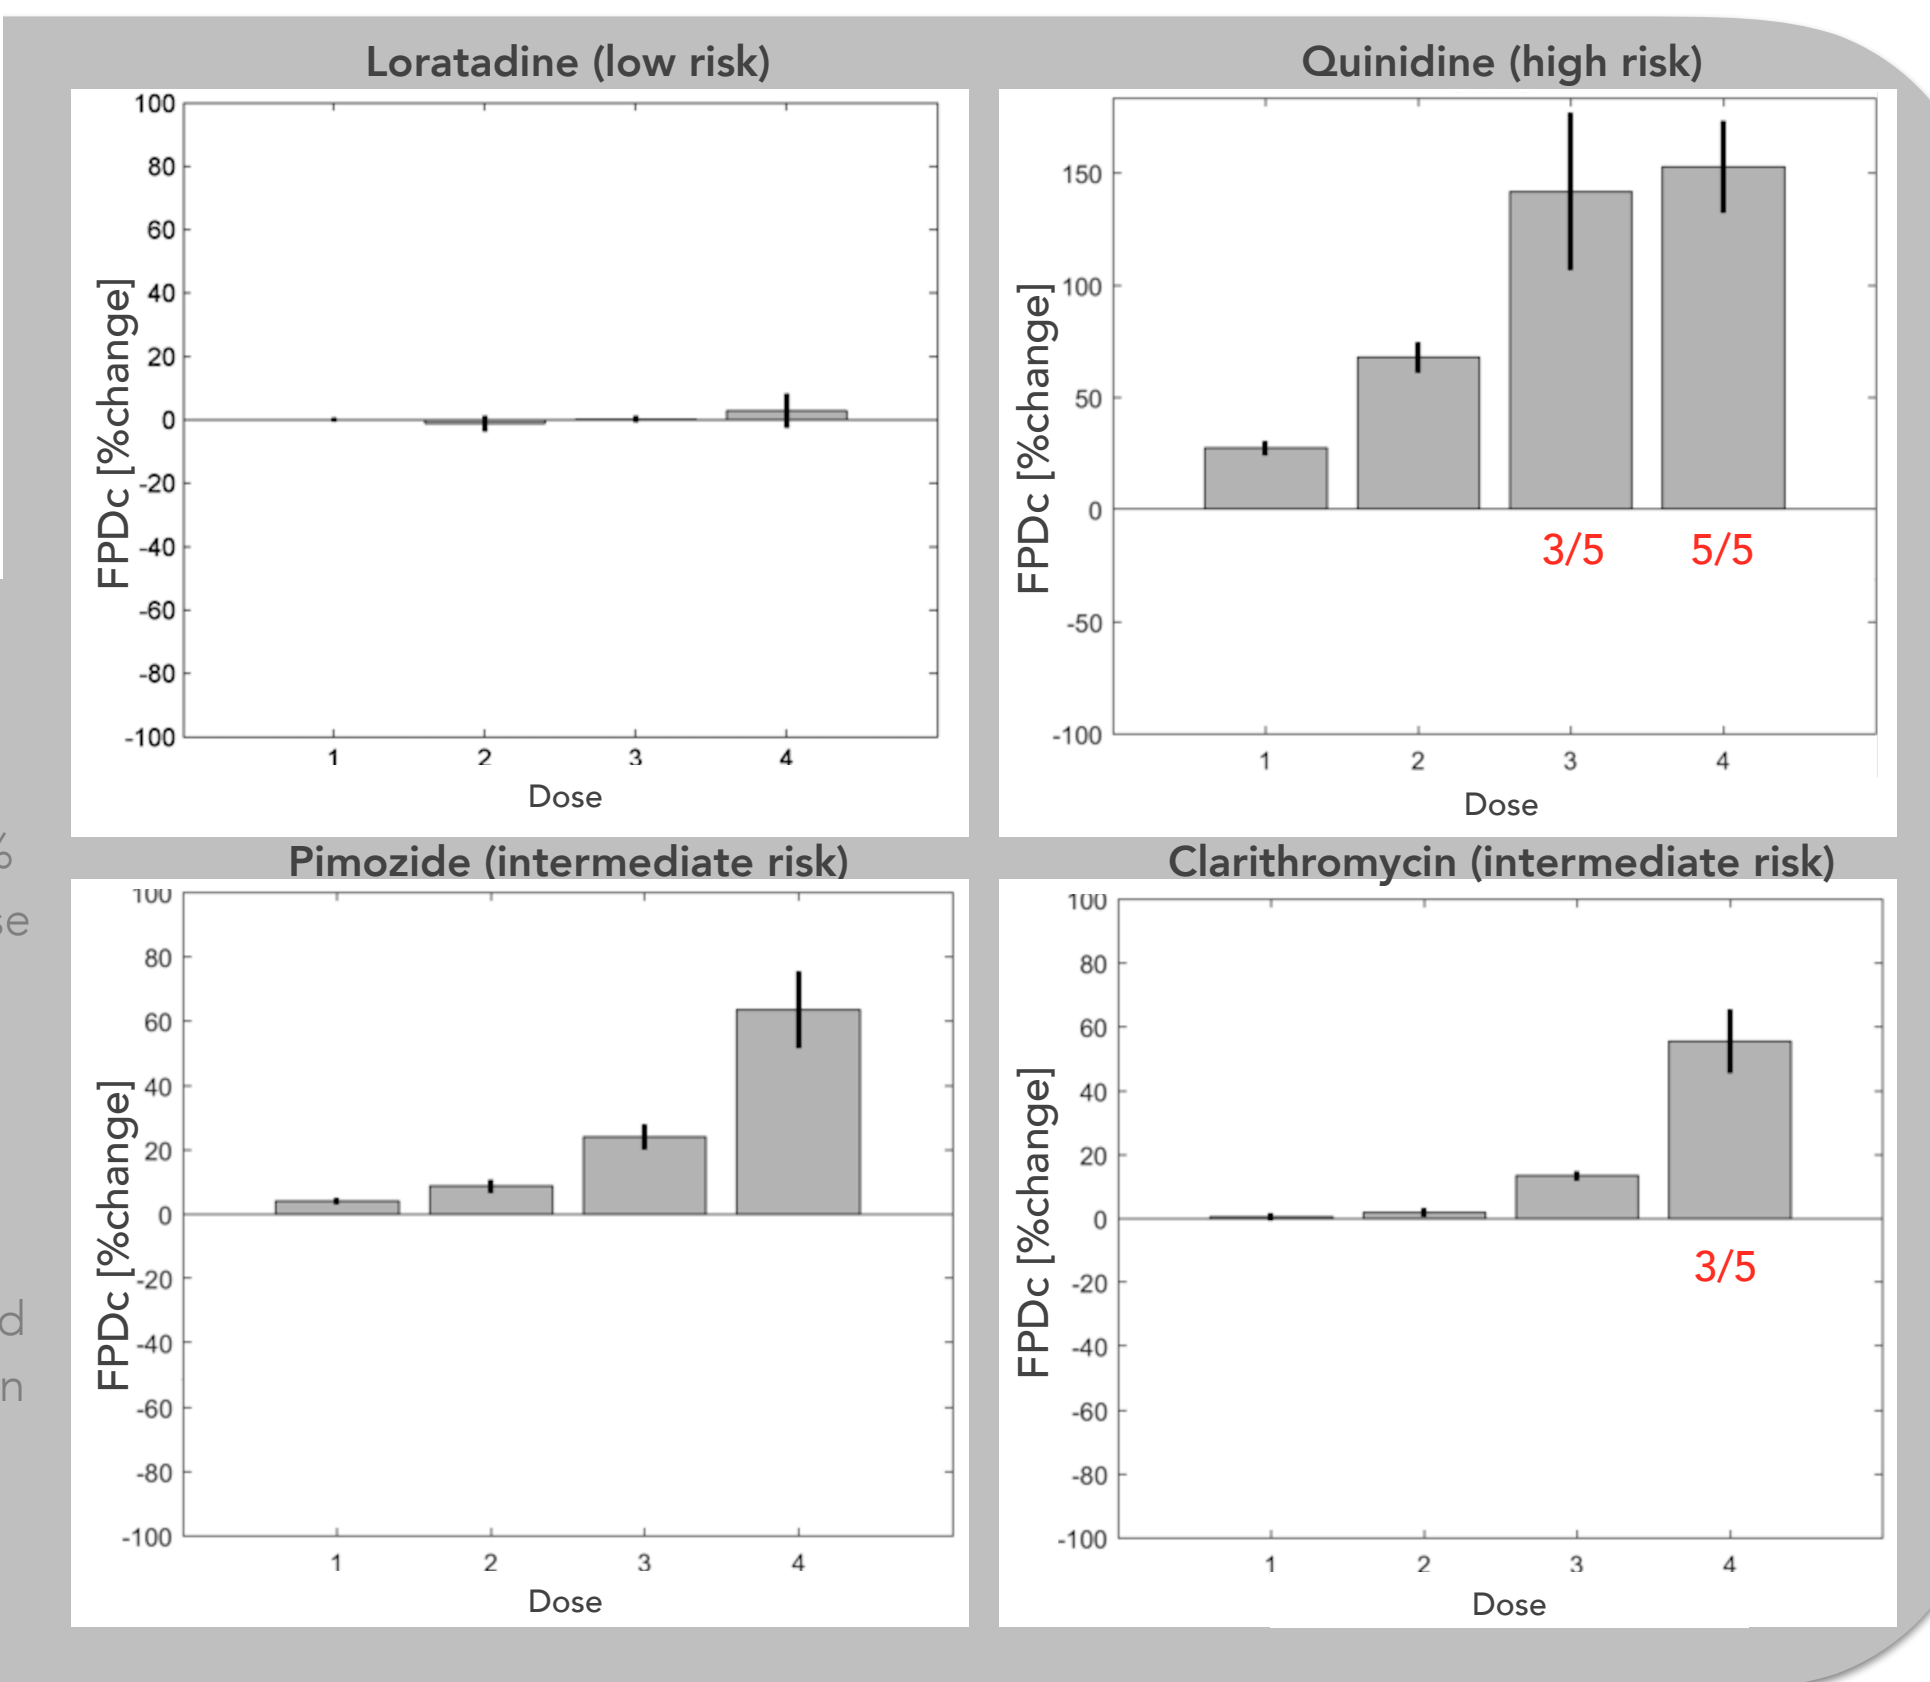 Loratadine (low risk)
100
80
60
40
20
0
-20
-40
-60
-80
-100
FPDc [%change]
1 2 3 4
Dose
Quinidine (high risk)
150
100
50
0
-50
-100
FPDc [%change]
3/5 5/5
1 2 3 4
Dose
%
se
d
n
Pimozide (intermediate risk)
100
80
60
40
20
0
-20
-40
-60
-80
-100
FPDc [%change]
1 2 3 4
Dose
Clarithromycin (intermediate risk)
100
80
60
40
20
0
-20
-40
-60
-80
-100
FPDc [%change]
3/5
1 2 3 4
Dose